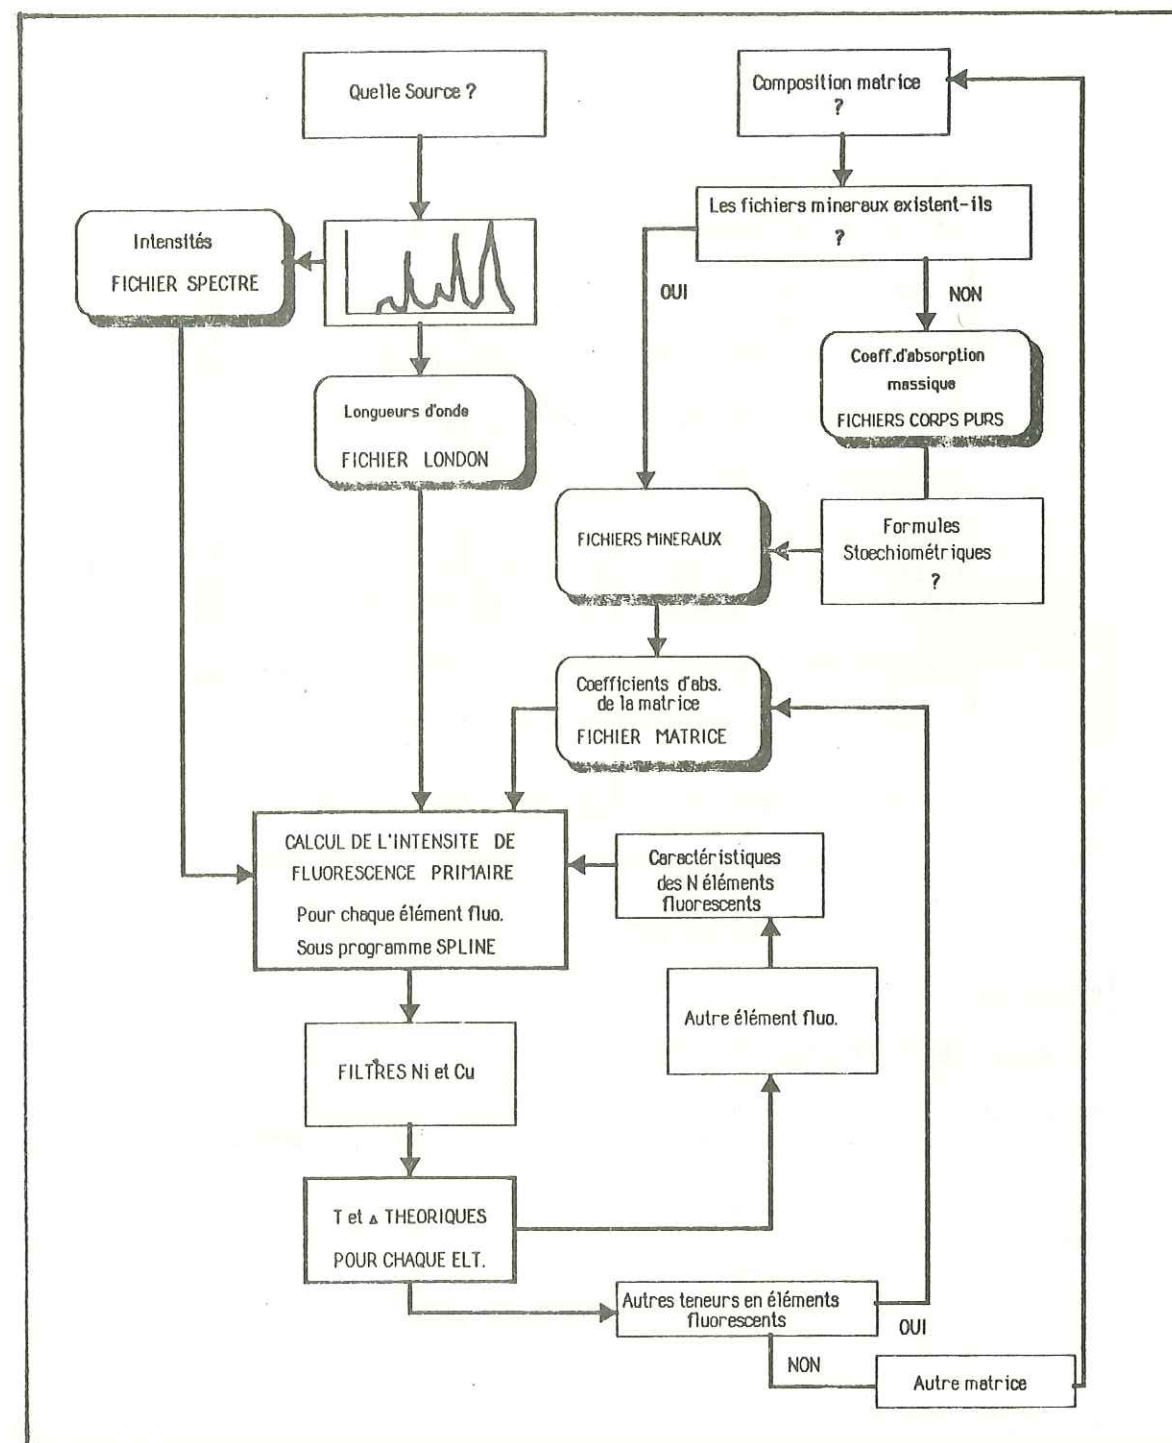 Quelle Source ?
Composition matrice
?
Les fichiers mineraux existent-ils
?
Intensités
FICHIER SPECTRE
OUI
NON
Coeff.d'absorption
massique
FICHIERS CORPS PURS
Longueurs d'onde
FICHIER LONDON
FICHIERS MINERAUX
Formules
Stoechiométriques
?
Coefficients d'abs.
de la matrice
FICHIER MATRICE
CALCUL DE L'INTENSITE DE
FLUORESCENCE PRIMAIRE
Pour chaque élément fluo.
Sous programme SPLINE
Caractéristiques
des N éléments
fluorescents
Autre élément fluo.
FILTRES Ni et Cu
T et Δ THEORIQUES
POUR CHAQUE ELT.
Autres teneurs en éléments
fluorescents
OUI
NON
Autre matrice